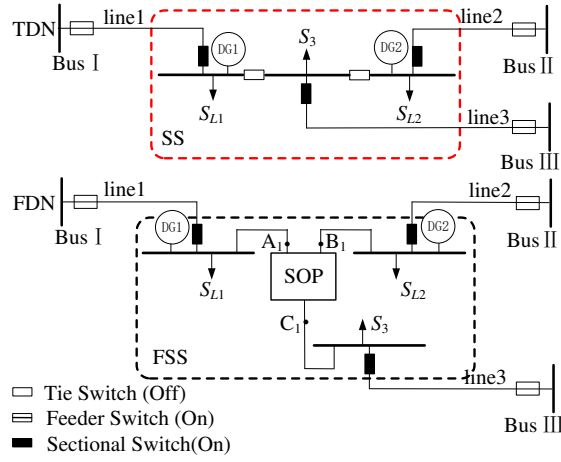 TDN line1 line2
DG1 S3 DG2
Bus Ⅰ Bus Ⅱ
SL1 SL2
line3
SS
Bus Ⅲ
FDN line1 line2
DG1 DG2
Bus Ⅰ A1 B1 Bus Ⅱ
SOP
SL1 SL2
C1 S3
FSS
line3
Tie Switch (Off)
Feeder Switch (On)
Bus Ⅲ
Sectional Switch(On)